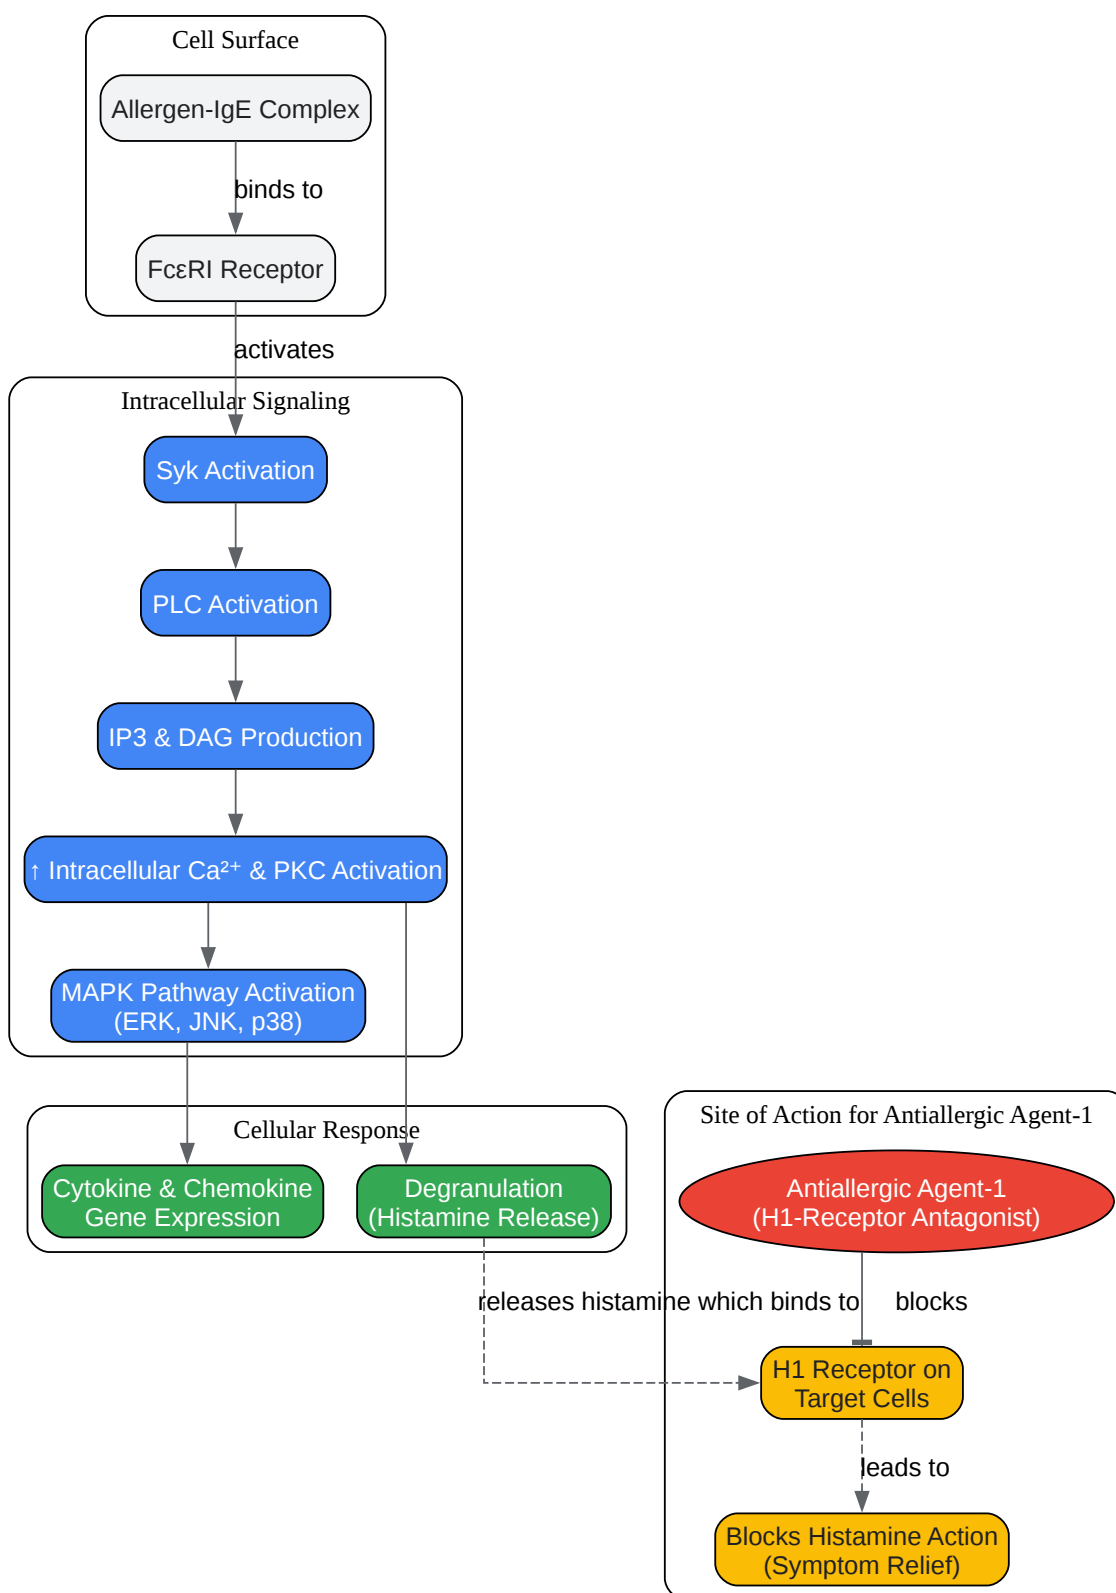 Cell Surface
Allergen-IgE Complex
binds to
FcεRI Receptor
activates
Intracellular Signaling
Syk Activation
PLC Activation
IP3 & DAG Production
↑ Intracellular Ca²⁺ & PKC Activation
MAPK Pathway Activation
(ERK, JNK, p38)
Cellular Response
Cytokine & Chemokine
Gene Expression
Degranulation
(Histamine Release)
Site of Action for Antiallergic Agent-1
Antiallergic Agent-1
(H1-Receptor Antagonist)
releases histamine which binds to
blocks
H1 Receptor on
Target Cells
leads to
Blocks Histamine Action
(Symptom Relief)